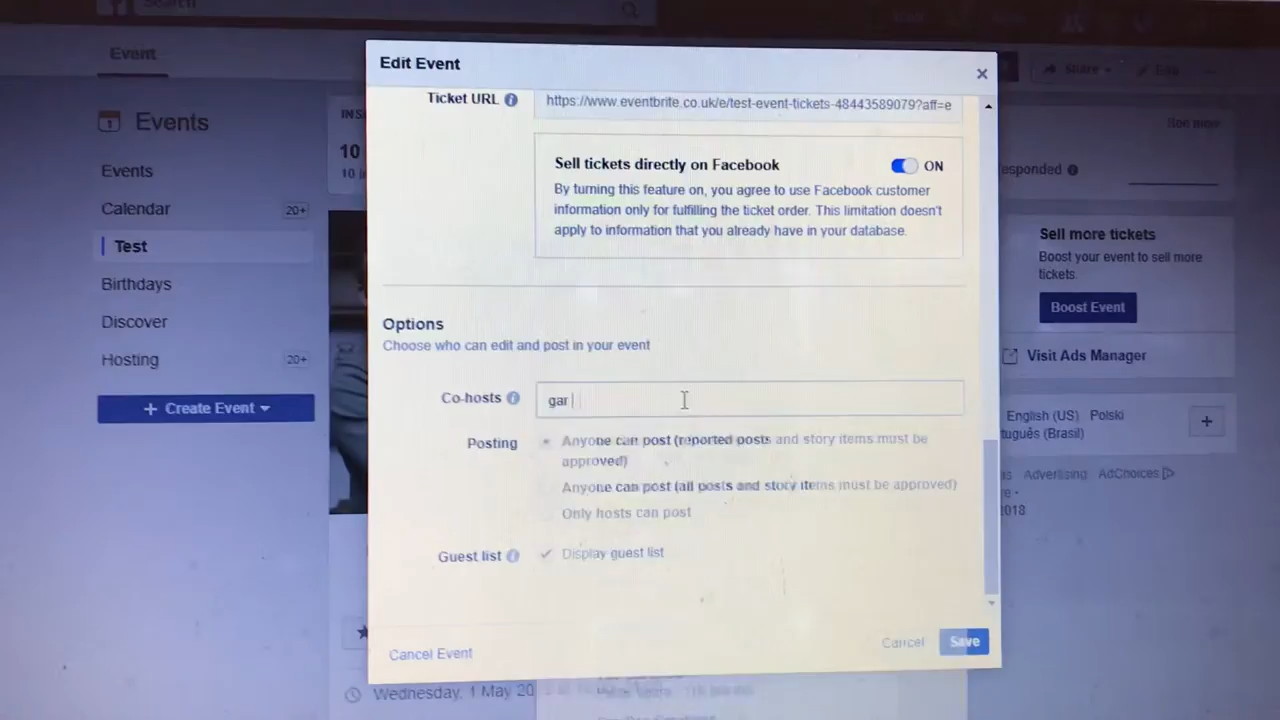 Search
Event
Events
Events
Calendar
20+
Test
Birthdays
Discover
Hosting
20+
+ Create Event
INS
10
Edit Event
×
Ticket URL
https://www.eventbrite.co.uk/e/test-event-tickets-48443589079?aff=e
Sell tickets directly on Facebook
ON
By turning this feature on, you agree to use Facebook customer
information only for fulfilling the ticket order. This limitation doesn't
apply to information that you already have in your database.
Options
Choose who can edit and post in your event
Co-hosts
gar
Posting
Anyone can post (reported posts and story items must be
approved)
Anyone can post (all posts and story items must be approved)
Only hosts can post
Guest list
Display guest list
Cancel Event
Cancel
Save
Wednesday, 1 May 20
Share
Edit
See more
esponded
Sell more tickets
Boost your event to sell more
tickets.
Boost Event
Visit Ads Manager
English (US) Polski
tuguês (Brasil)
+
Advertising AdChoices
018